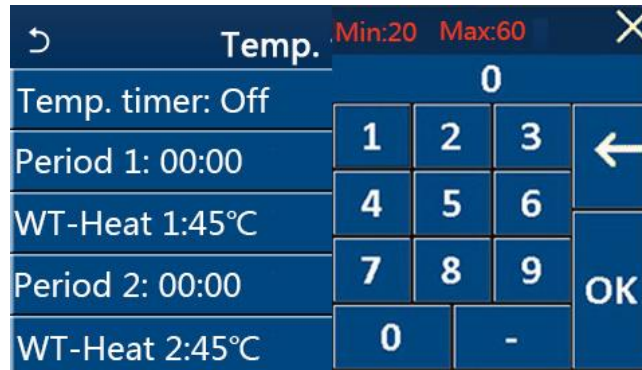 Temp.
Temp. timer: Off
Period 1: 00:00
WT-Heat 1:45℃
Period 2: 00:00
WT-Heat 2:45℃
Min:20 Max:60
0
1 2 3
4 5 6
7 8 9
OK
0 -